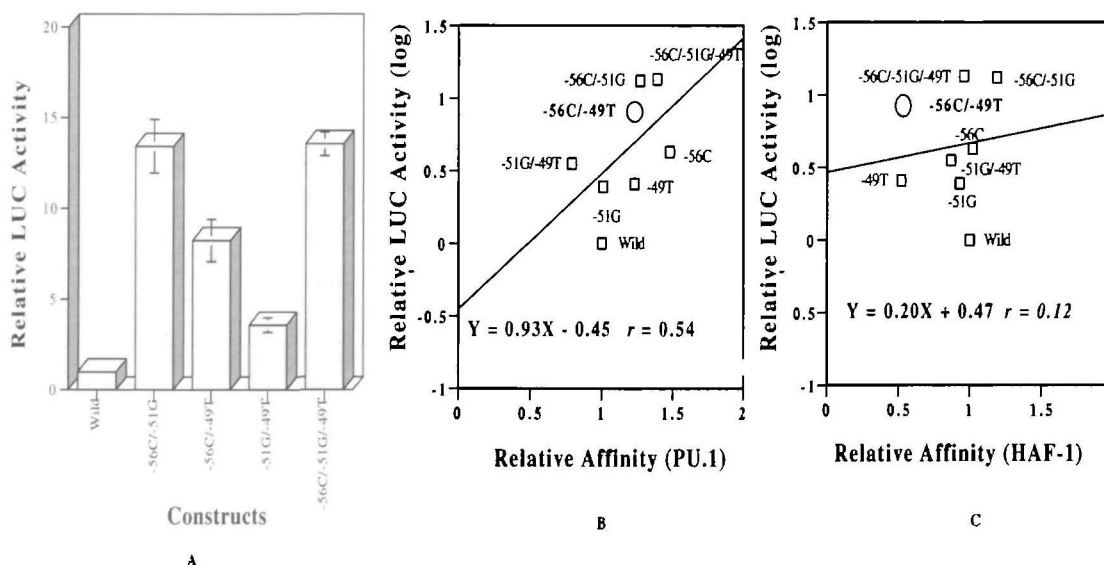 20
15
10
5
0
Relative LUC Activity
Wild
-56C/-51G
-56C/-49T
-51G/-49T
-56C/-51G/-49T
Constructs
A
Relative LUC Activity (log)
1.5
1
0.5
0
-0.5
-1
-56C/-51G/-49T
-56C/-51G
-56C/-49T
-51G/-49T
-56C
-49T
-51G
Wild
Y = 0.93X - 0.45 r = 0.54
0 0.5 1 1.5 2
Relative Affinity (PU.1)
B
Relative LUC Activity (log)
1.5
1
0.5
0
-0.5
-1
-56C/-51G/-49T
-56C/-51G
-56C/-49T
-56C
-49T
-51G/-49T
-51G
Wild
Y = 0.20X + 0.47 r = 0.12
0 0.5 1 1.5
Relative Affinity (HAF-1)
C